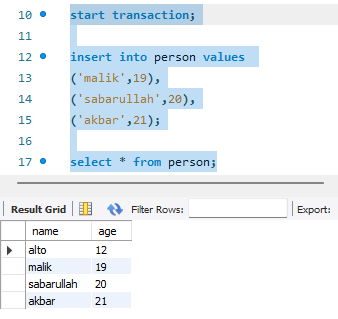 10 start transaction;
11
12 insert into person values
13 ('malik',19),
14 ('sabarullah',20),
15 ('akbar',21);
16
17 select * from person;
Result Grid Filter Rows: Export:
name age
alto 12
malik 19
sabarullah 20
akbar 21